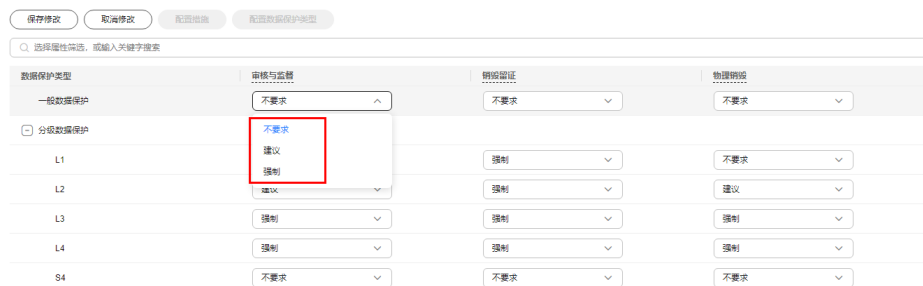 保存修改 取消修改 配置措施 配置数据保护类型
选择属性筛选，或输入关键字搜索
数据保护类型 审核与监督 销毁留证 物理销毁
一般数据保护 不要求 不要求 不要求
分级数据保护 不要求
建议
L1 强制 强制 不要求
L2 建议 强制 建议
L3 强制 强制 强制
L4 强制 强制 强制
S4 不要求 不要求 不要求